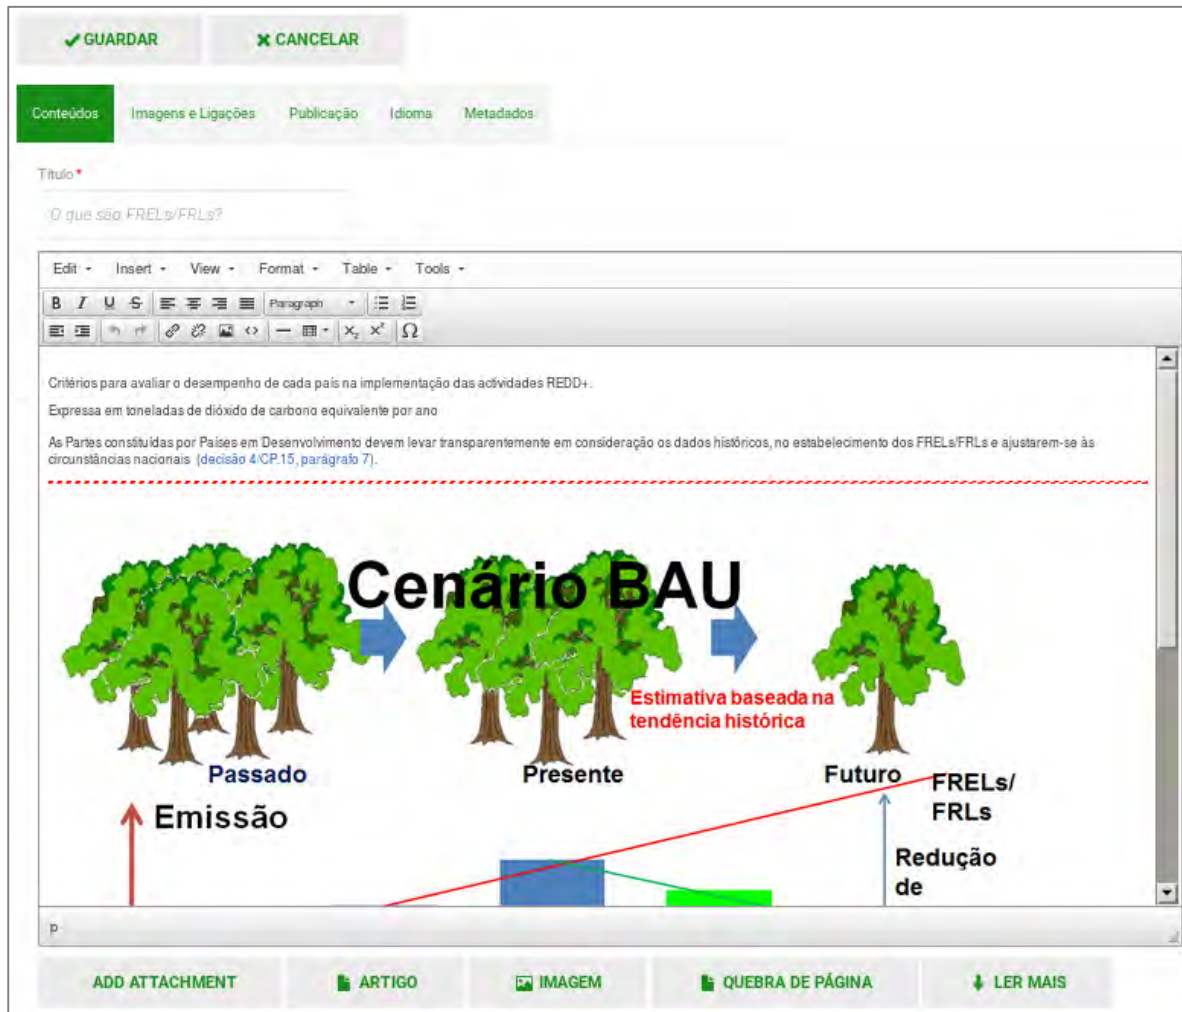 GUARDAR CANCELAR
Conteúdos Imagens e Ligações Publicação Idioma Metadados
Título *
O que são FRELs/FRLs?
Edit Insert View Format Table Tools
B I U S Paragraph
X₂ X² Ω
Critérios para avaliar o desempenho de cada país na implementação das actividades REDD+.
Expressa em toneladas de dióxido de carbono equivalente por ano
As Partes constituídas por Países em Desenvolvimento devem levar transparentemente em consideração os dados históricos, no estabelecimento dos FRELs/FRLs e ajustarem-se às
circunstâncias nacionais (decisão 4/CP.15, parágrafo 7).
Cenário BAU
Estimativa baseada na
tendência histórica
Passado Presente Futuro
FRELs/
FRLs
Emissão
Redução
de
p
ADD ATTACHMENT ARTIGO IMAGEM QUEBRA DE PÁGINA LER MAIS